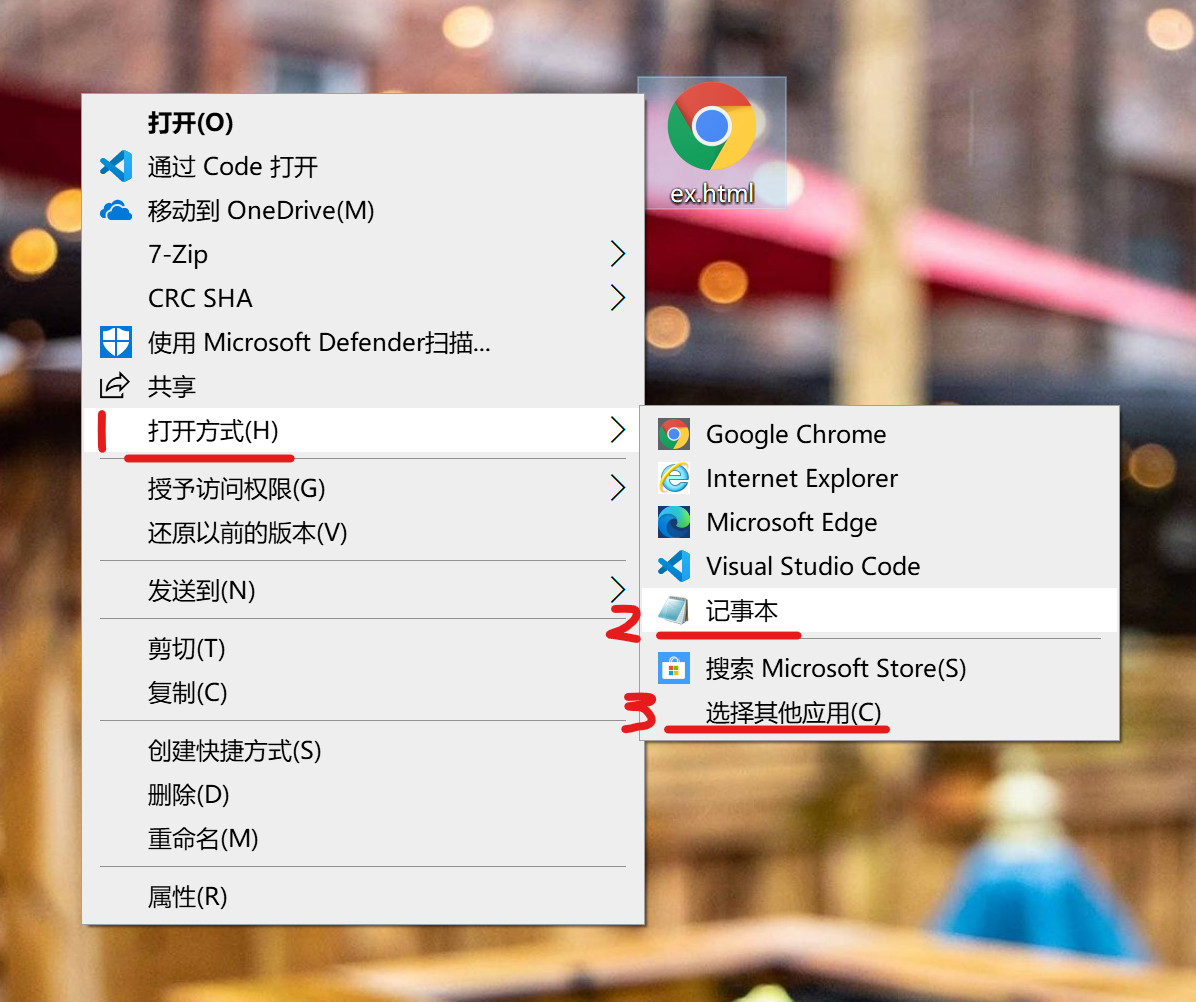 ex.html
打开(O)
通过 Code 打开
移动到 OneDrive(M)
7-Zip
CRC SHA
使用 Microsoft Defender扫描...
共享
1
打开方式(H)
授予访问权限(G)
还原以前的版本(V)
发送到(N)
剪切(T)
复制(C)
创建快捷方式(S)
删除(D)
重命名(M)
属性(R)
Google Chrome
Internet Explorer
Microsoft Edge
Visual Studio Code
2
记事本
搜索 Microsoft Store(S)
3
选择其他应用(C)